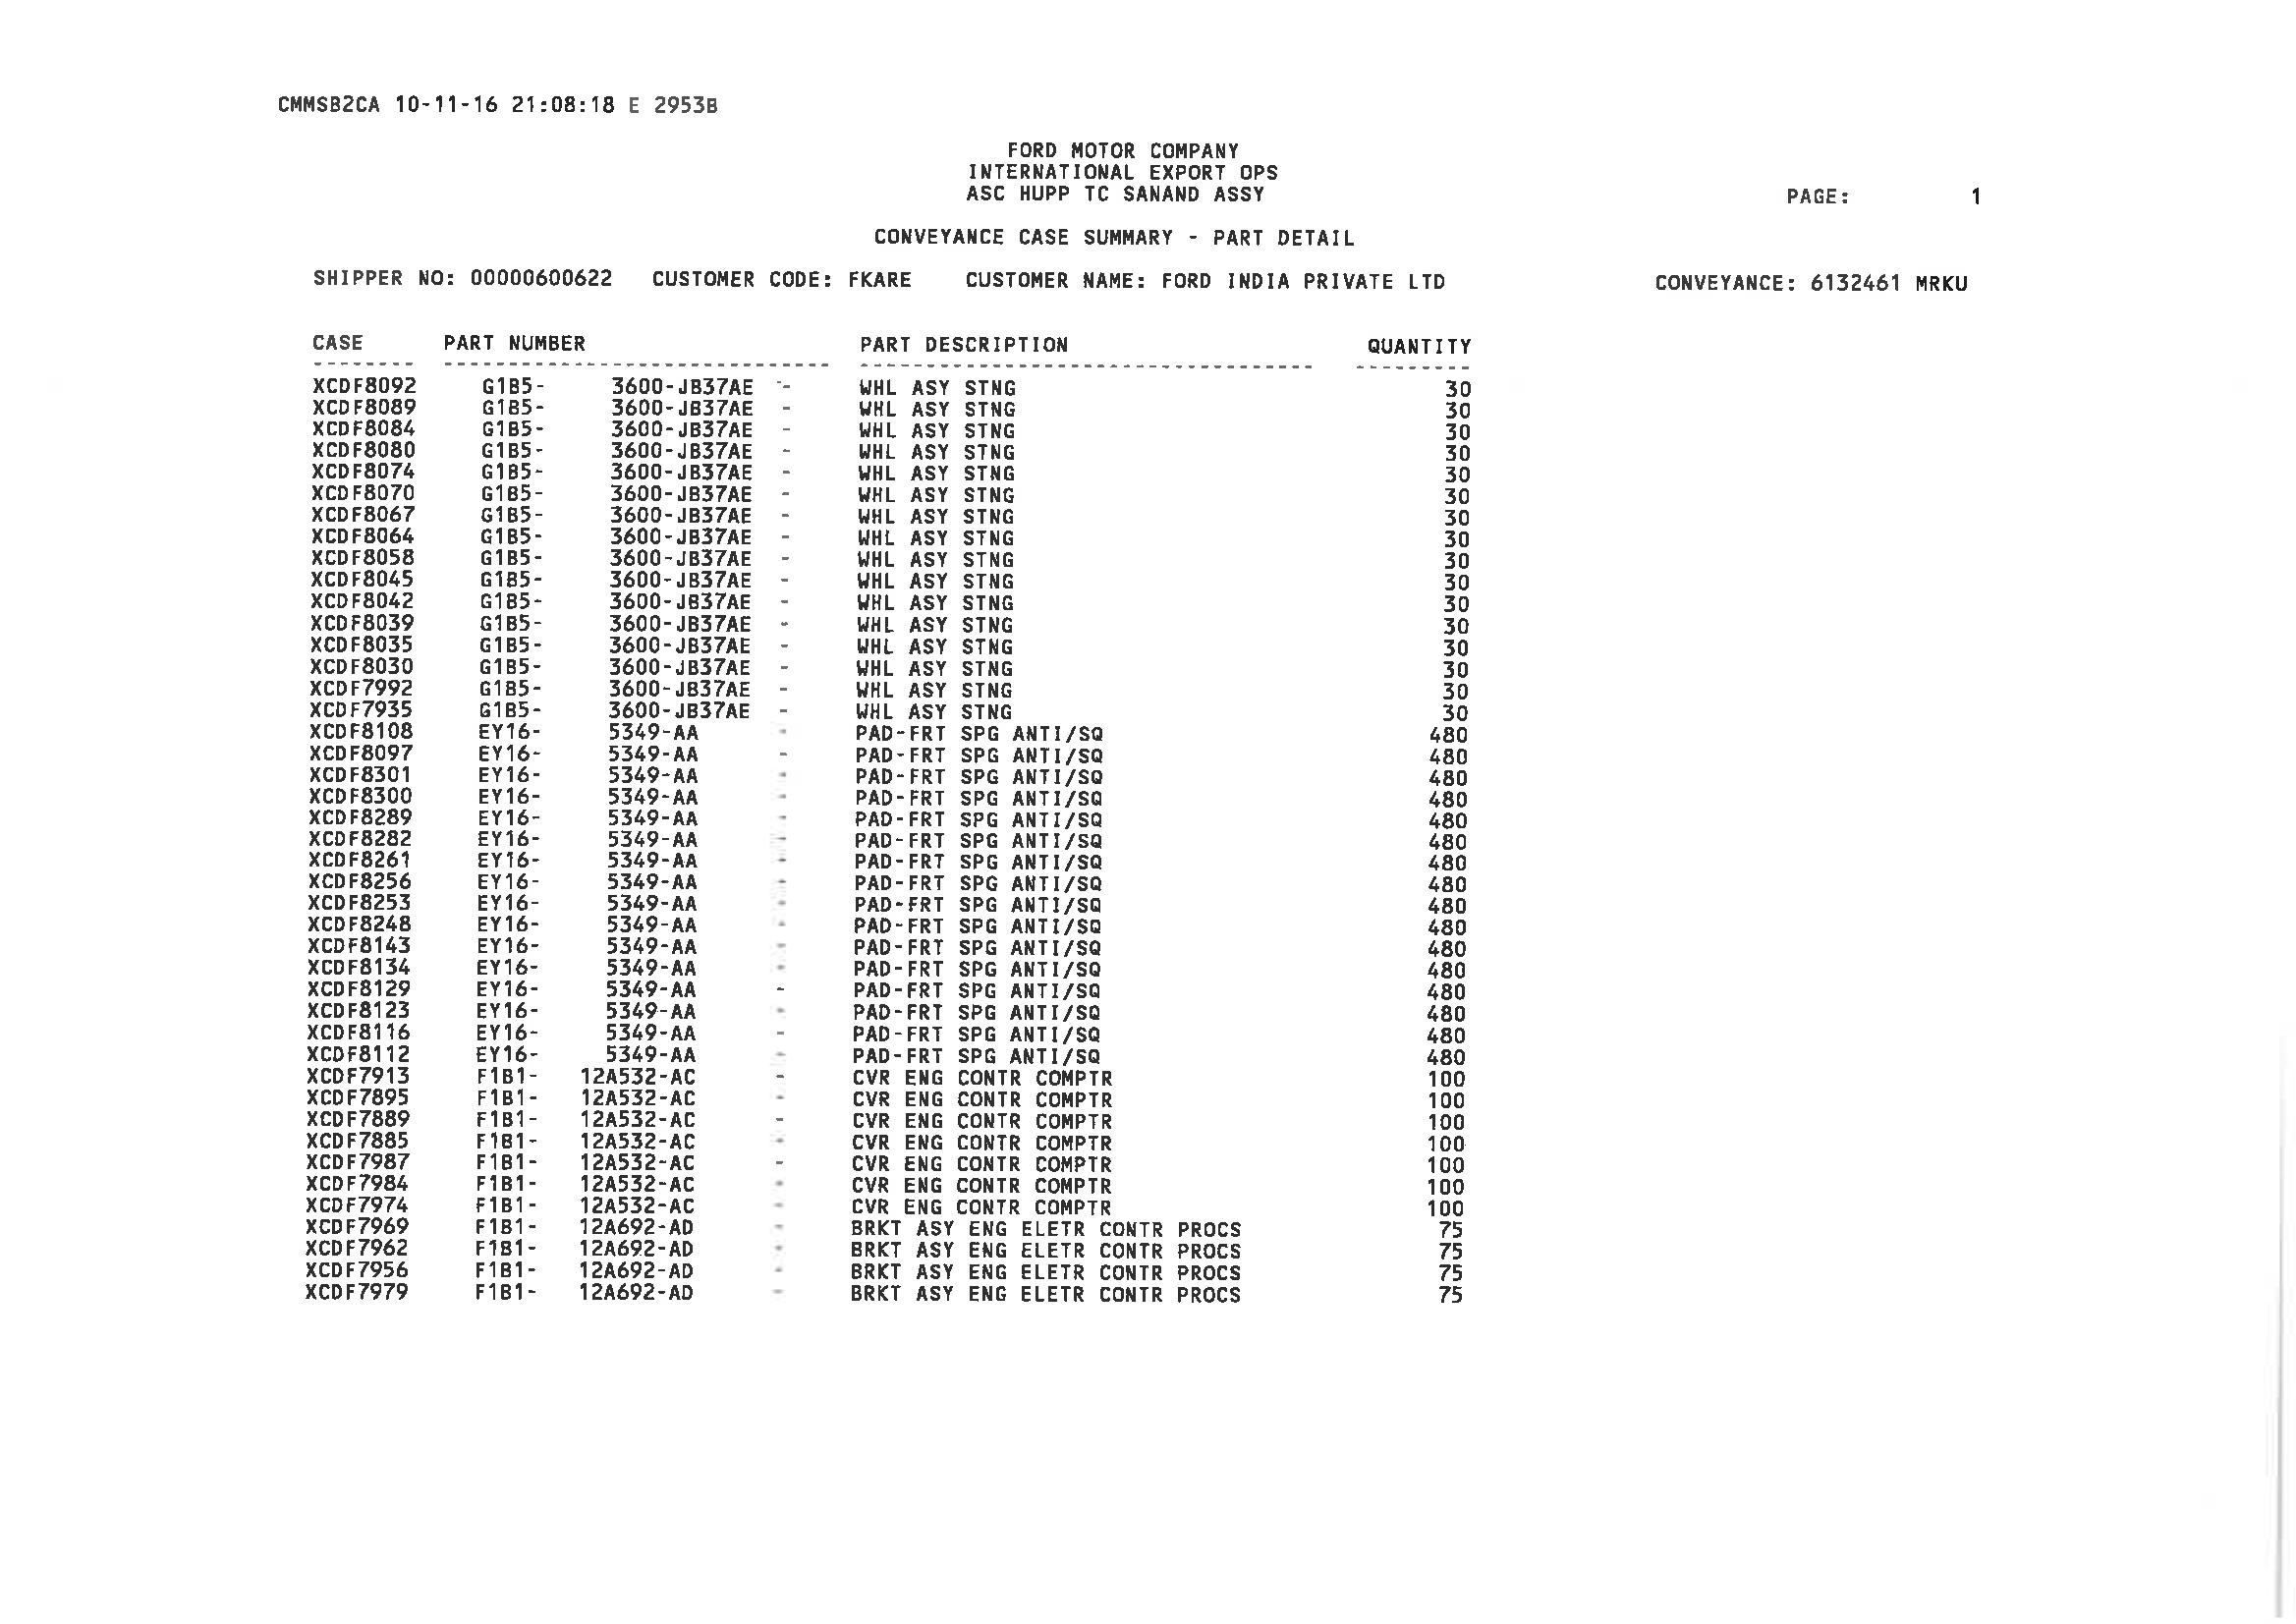 CMMSB2CA 10-11-16 21:08:18 E 2953B
FORD MOTOR COMPANY
INTERNATIONAL EXPORT OPS
ASC HUPP TC SANAND ASSY
PAGE: 1
CONVEYANCE CASE SUMMARY - PART DETAIL
SHIPPER NO: 00000600622 CUSTOMER CODE: FKARE CUSTOMER NAME: FORD INDIA PRIVATE LTD CONVEYANCE: 6132461 MRKU
CASE PART NUMBER PART DESCRIPTION QUANTITY
XCDF8092 G1B5- 3600-JB37AE - WHL ASY STNG 30
XCDF8089 G1B5- 3600-JB37AE - WHL ASY STNG 30
XCDF8084 G1B5- 3600-JB37AE - WHL ASY STNG 30
XCDF8080 G1B5- 3600-JB37AE - WHL ASY STNG 30
XCDF8074 G1B5- 3600-JB37AE - WHL ASY STNG 30
XCDF8070 G1B5- 3600-JB37AE - WHL ASY STNG 30
XCDF8067 G1B5- 3600-JB37AE - WHL ASY STNG 30
XCDF8064 G1B5- 3600-JB37AE - WHL ASY STNG 30
XCDF8058 G1B5- 3600-JB37AE - WHL ASY STNG 30
XCDF8045 G1B5- 3600-JB37AE - WHL ASY STNG 30
XCDF8042 G1B5- 3600-JB37AE - WHL ASY STNG 30
XCDF8039 G1B5- 3600-JB37AE - WHL ASY STNG 30
XCDF8035 G1B5- 3600-JB37AE - WHL ASY STNG 30
XCDF8030 G1B5- 3600-JB37AE - WHL ASY STNG 30
XCDF7992 G1B5- 3600-JB37AE - WHL ASY STNG 30
XCDF7935 G1B5- 3600-JB37AE - WHL ASY STNG 30
XCDF8108 EY16- 5349-AA - PAD-FRT SPG ANTI/SQ 480
XCDF8097 EY16- 5349-AA - PAD-FRT SPG ANTI/SQ 480
XCDF8301 EY16- 5349-AA - PAD-FRT SPG ANTI/SQ 480
XCDF8300 EY16- 5349-AA - PAD-FRT SPG ANTI/SQ 480
XCDF8289 EY16- 5349-AA - PAD-FRT SPG ANTI/SQ 480
XCDF8282 EY16- 5349-AA - PAD-FRT SPG ANTI/SQ 480
XCDF8261 EY16- 5349-AA - PAD-FRT SPG ANTI/SQ 480
XCDF8256 EY16- 5349-AA - PAD-FRT SPG ANTI/SQ 480
XCDF8253 EY16- 5349-AA - PAD-FRT SPG ANTI/SQ 480
XCDF8248 EY16- 5349-AA - PAD-FRT SPG ANTI/SQ 480
XCDF8143 EY16- 5349-AA - PAD-FRT SPG ANTI/SQ 480
XCDF8134 EY16- 5349-AA - PAD-FRT SPG ANTI/SQ 480
XCDF8129 EY16- 5349-AA - PAD-FRT SPG ANTI/SQ 480
XCDF8123 EY16- 5349-AA - PAD-FRT SPG ANTI/SQ 480
XCDF8116 EY16- 5349-AA - PAD-FRT SPG ANTI/SQ 480
XCDF8112 EY16- 5349-AA - PAD-FRT SPG ANTI/SQ 480
XCDF7913 F1B1- 12A532-AC - CVR ENG CONTR COMPTR 100
XCDF7895 F1B1- 12A532-AC - CVR ENG CONTR COMPTR 100
XCDF7889 F1B1- 12A532-AC - CVR ENG CONTR COMPTR 100
XCDF7885 F1B1- 12A532-AC - CVR ENG CONTR COMPTR 100
XCDF7987 F1B1- 12A532-AC - CVR ENG CONTR COMPTR 100
XCDF7984 F1B1- 12A532-AC - CVR ENG CONTR COMPTR 100
XCDF7974 F1B1- 12A532-AC - CVR ENG CONTR COMPTR 100
XCDF7969 F1B1- 12A692-AD - BRKT ASY ENG ELETR CONTR PROCS 75
XCDF7962 F1B1- 12A692-AD - BRKT ASY ENG ELETR CONTR PROCS 75
XCDF7956 F1B1- 12A692-AD - BRKT ASY ENG ELETR CONTR PROCS 75
XCDF7979 F1B1- 12A692-AD - BRKT ASY ENG ELETR CONTR PROCS 75